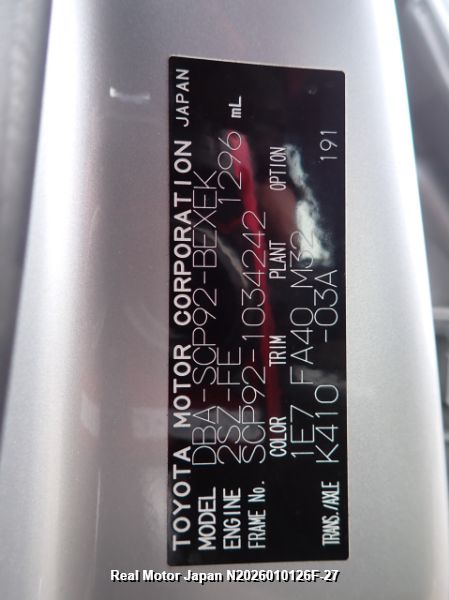 TOYOTA MOTOR CORPORATION JAPAN
MODEL DBA-SCP92-BEXEK
ENGINE 2SZ-FE 1296 mL
FRAME No. SCP92-1034242
COLOR TRIM PLANT OPTION
1E7 FA40 M32
TRANS./AXLE K410 -03A 191
Real Motor Japan N2026010126F-27